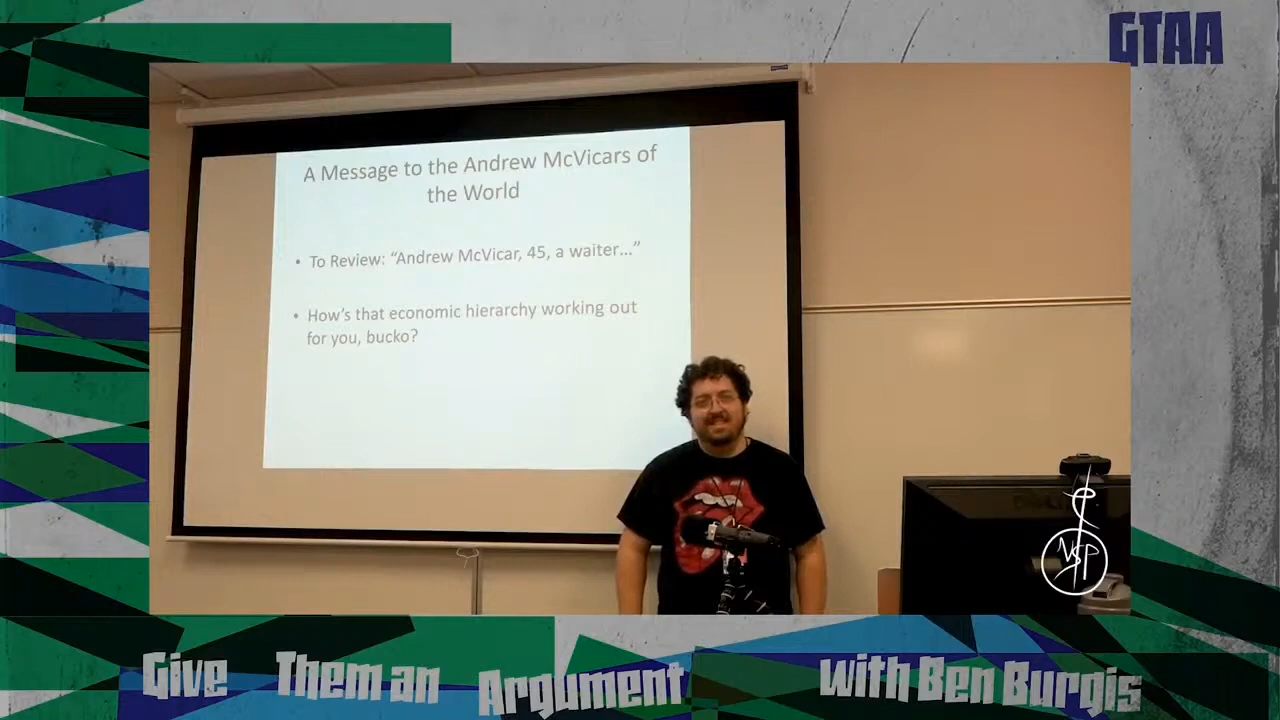 GTAA
A Message to the Andrew McVicars of
the World
• To Review: “Andrew McVicar, 45, a waiter…”
• How’s that economic hierarchy working out
for you, bucko?
NSP
Give Them an Argument With Ben Burgis